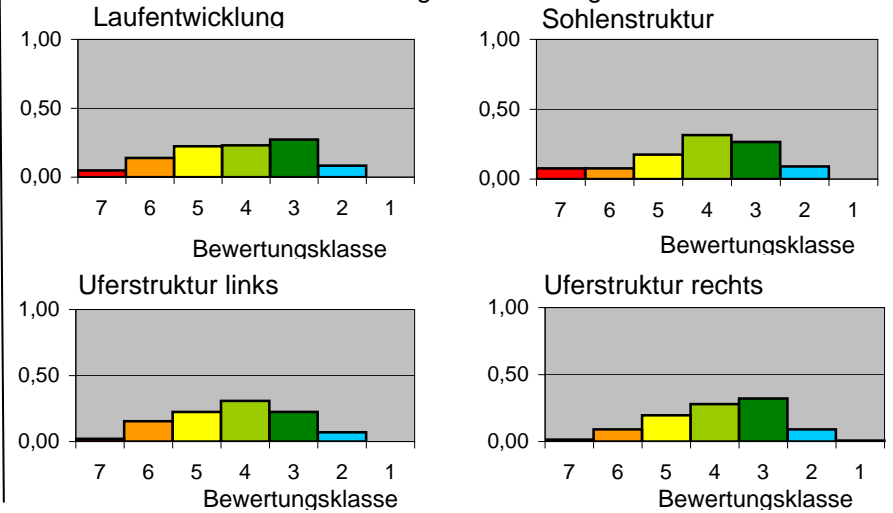 Laufentwicklung
1,00
0,50
0,00
7 6 5 4 3 2 1
Bewertungsklasse
Sohlenstruktur
1,00
0,50
0,00
7 6 5 4 3 2 1
Bewertungsklasse
Uferstruktur links
1,00
0,50
0,00
7 6 5 4 3 2 1
Bewertungsklasse
Uferstruktur rechts
1,00
0,50
0,00
7 6 5 4 3 2 1
Bewertungsklasse